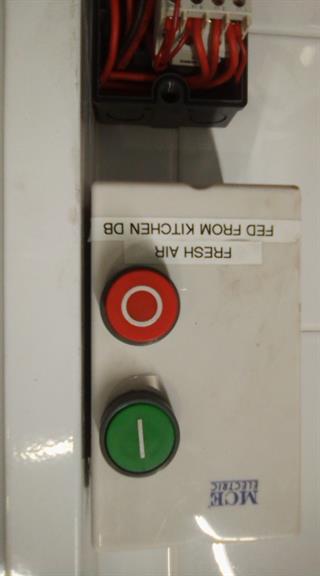 MCE
ELECTRIC
FRESH AIR
FED FROM KITCHEN DB